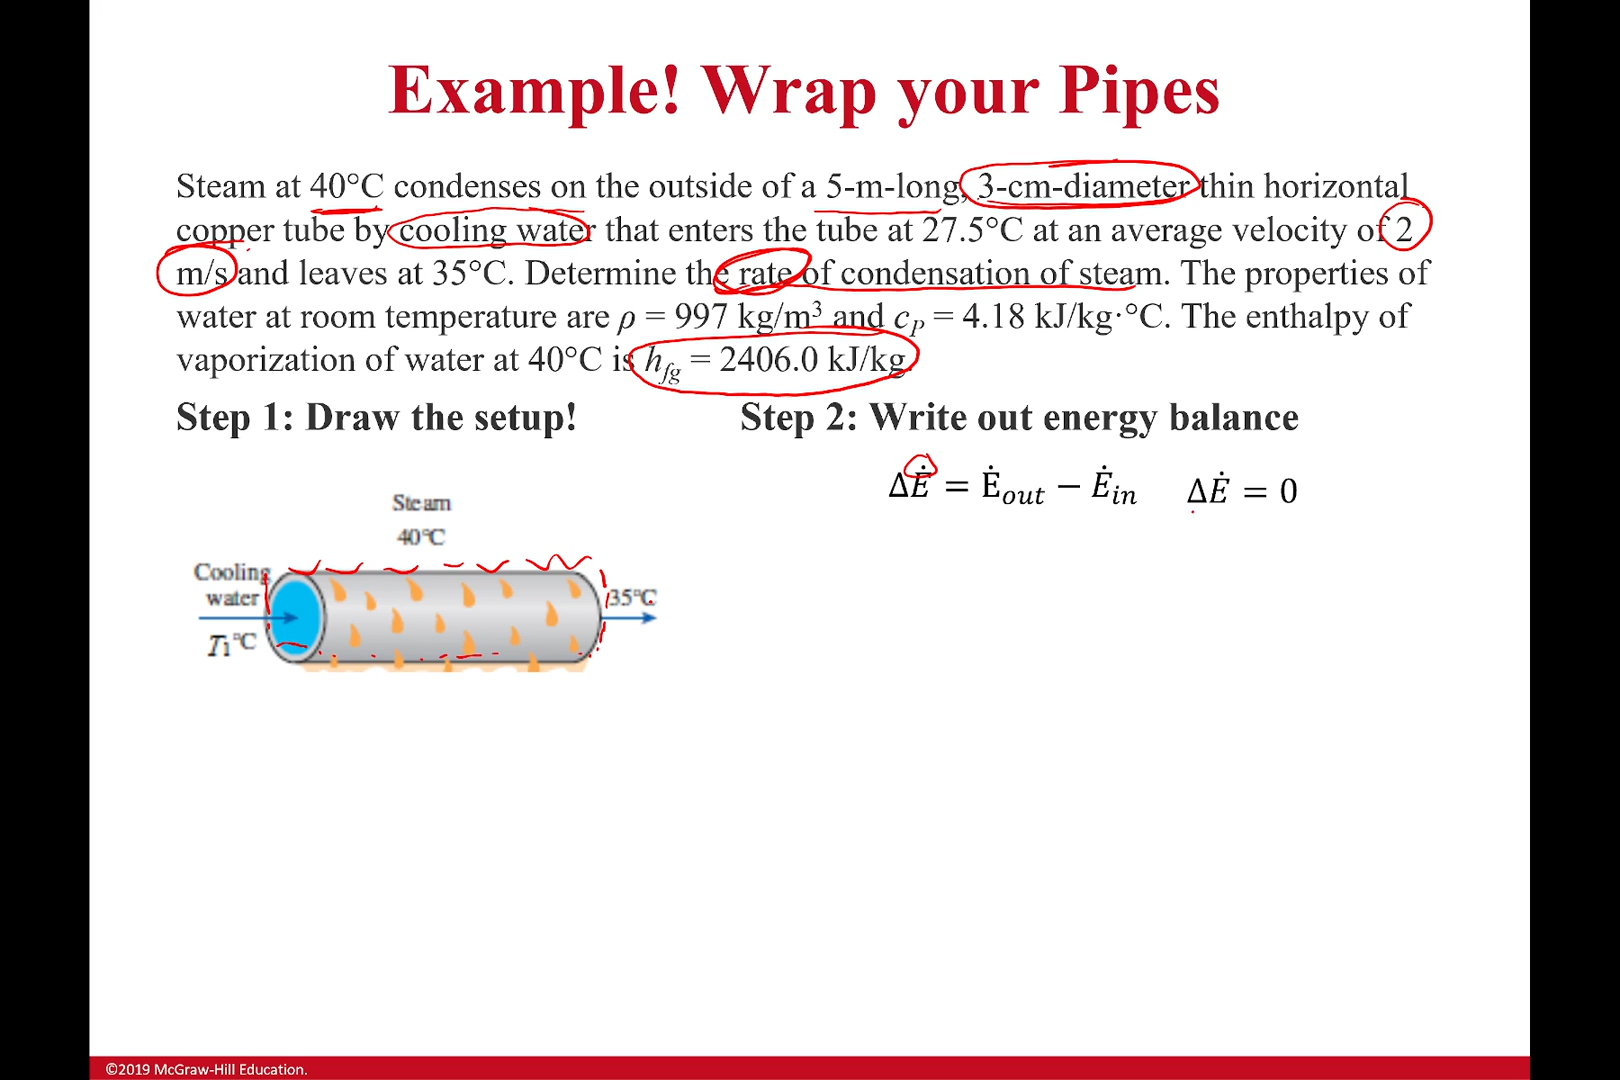 Example! Wrap your Pipes
Steam at 40°C condenses on the outside of a 5-m-long, 3-cm-diameter thin horizontal
copper tube by cooling water that enters the tube at 27.5°C at an average velocity of 2
m/s and leaves at 35°C. Determine the rate of condensation of steam. The properties of
water at room temperature are ρ = 997 kg/m³ and cₚ = 4.18 kJ/kg·°C. The enthalpy of
vaporization of water at 40°C is h_fg = 2406.0 kJ/kg.
Step 1: Draw the setup!
Step 2: Write out energy balance
ΔĖ = Ė_out − Ė_in ΔĖ = 0
Steam
40°C
Cooling
water
T₁°C
35°C
©2019 McGraw-Hill Education.